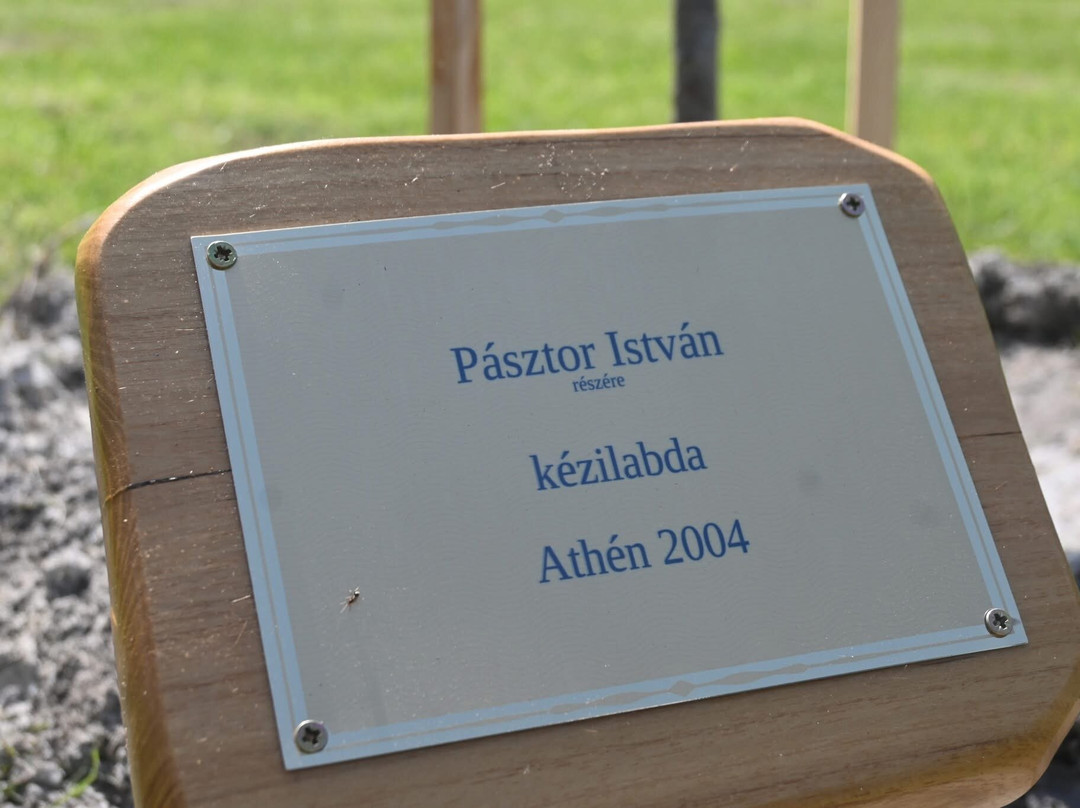 Pásztor István
részére
kézilabda
Athén 2004